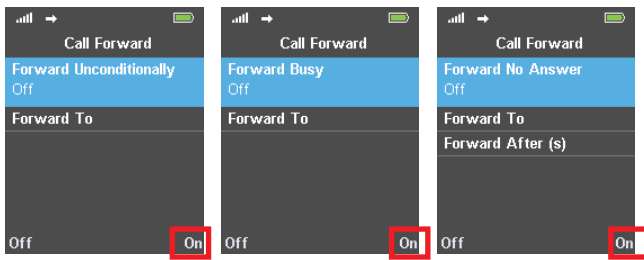 Call Forward
Forward Unconditionally
Off
Forward To
Off On
Call Forward
Forward Busy
Off
Forward To
Off On
Call Forward
Forward No Answer
Off
Forward To
Forward After (s)
Off On